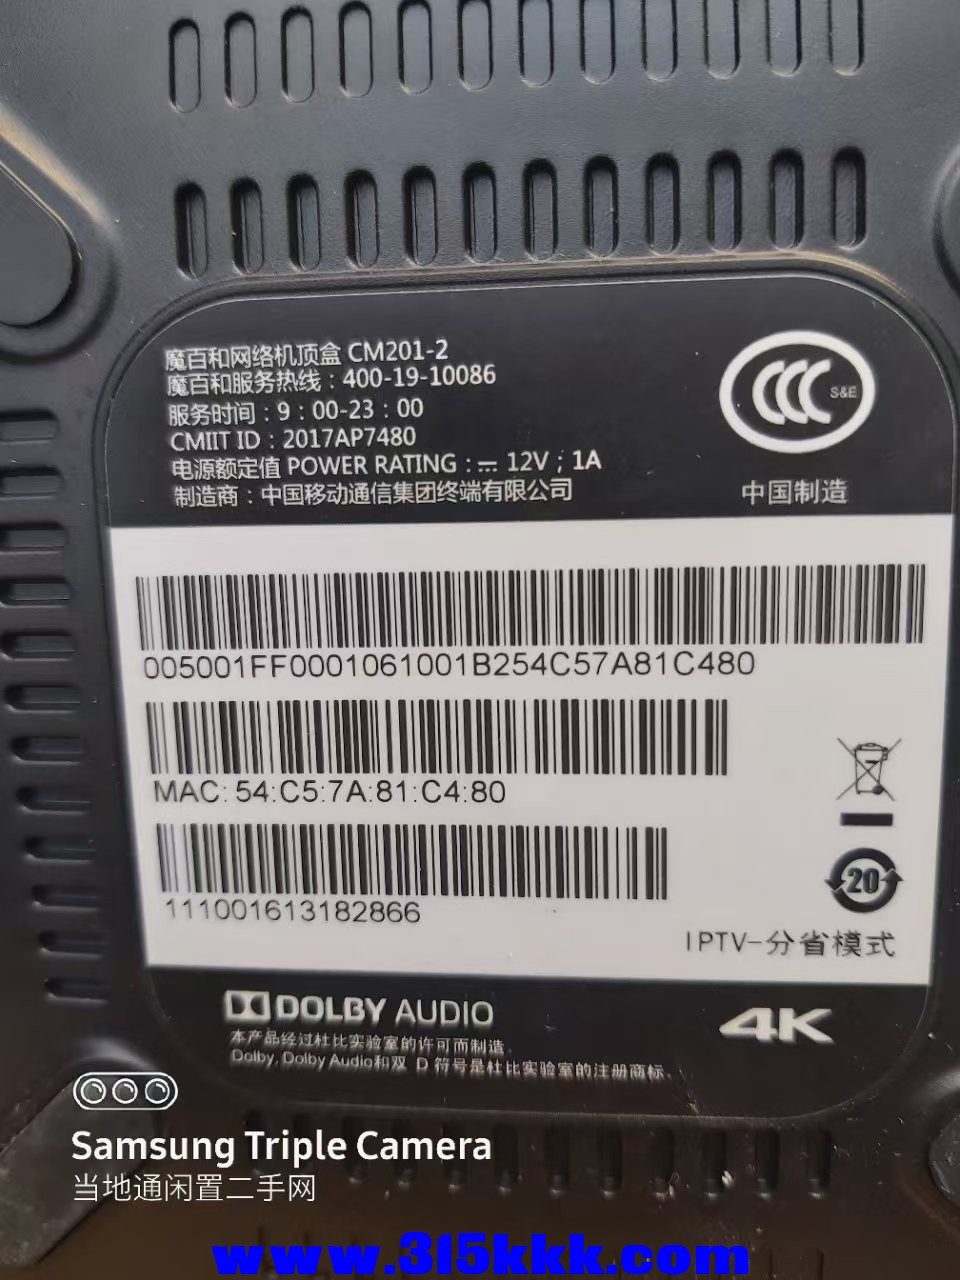 魔百和网络机顶盒 CM201-2
魔百和服务热线：400-19-10086
服务时间：9：00-23：00
CMIIT ID：2017AP7480
电源额定值 POWER RATING：⎓ 12V；1A
制造商：中国移动通信集团终端有限公司
CCC S&E
中国制造
005001FF0001061001B254C57A81C480
MAC: 54:C5:7A:81:C4:80
111001613182866
20
IPTV-分省模式
DOLBY AUDIO
4K
本产品经过杜比实验室的许可而制造.
Dolby, Dolby Audio和双 D 符号是杜比实验室的注册商标.
Samsung Triple Camera
当地通闲置二手网
www.315kkk.com